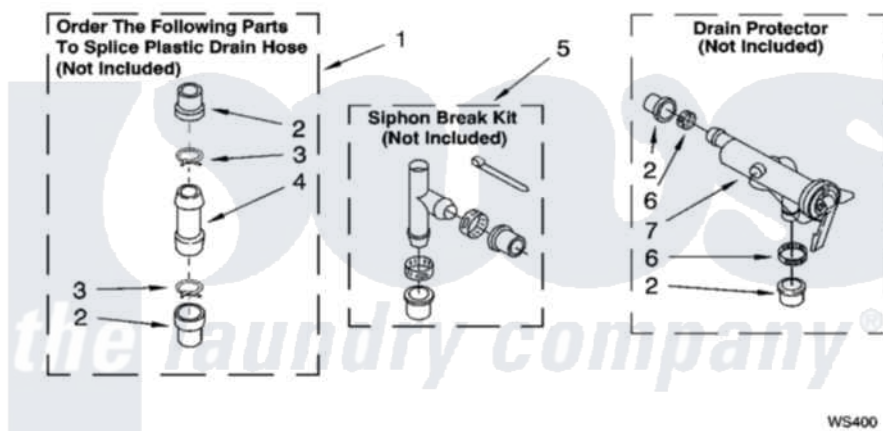 Order The Following Parts
To Splice Plastic Drain Hose
(Not Included)
1
2
3
4
3
2
5
Siphon Break Kit
(Not Included)
Drain Protector
(Not Included)
2
6
7
6
2
the laundry company®
WS400